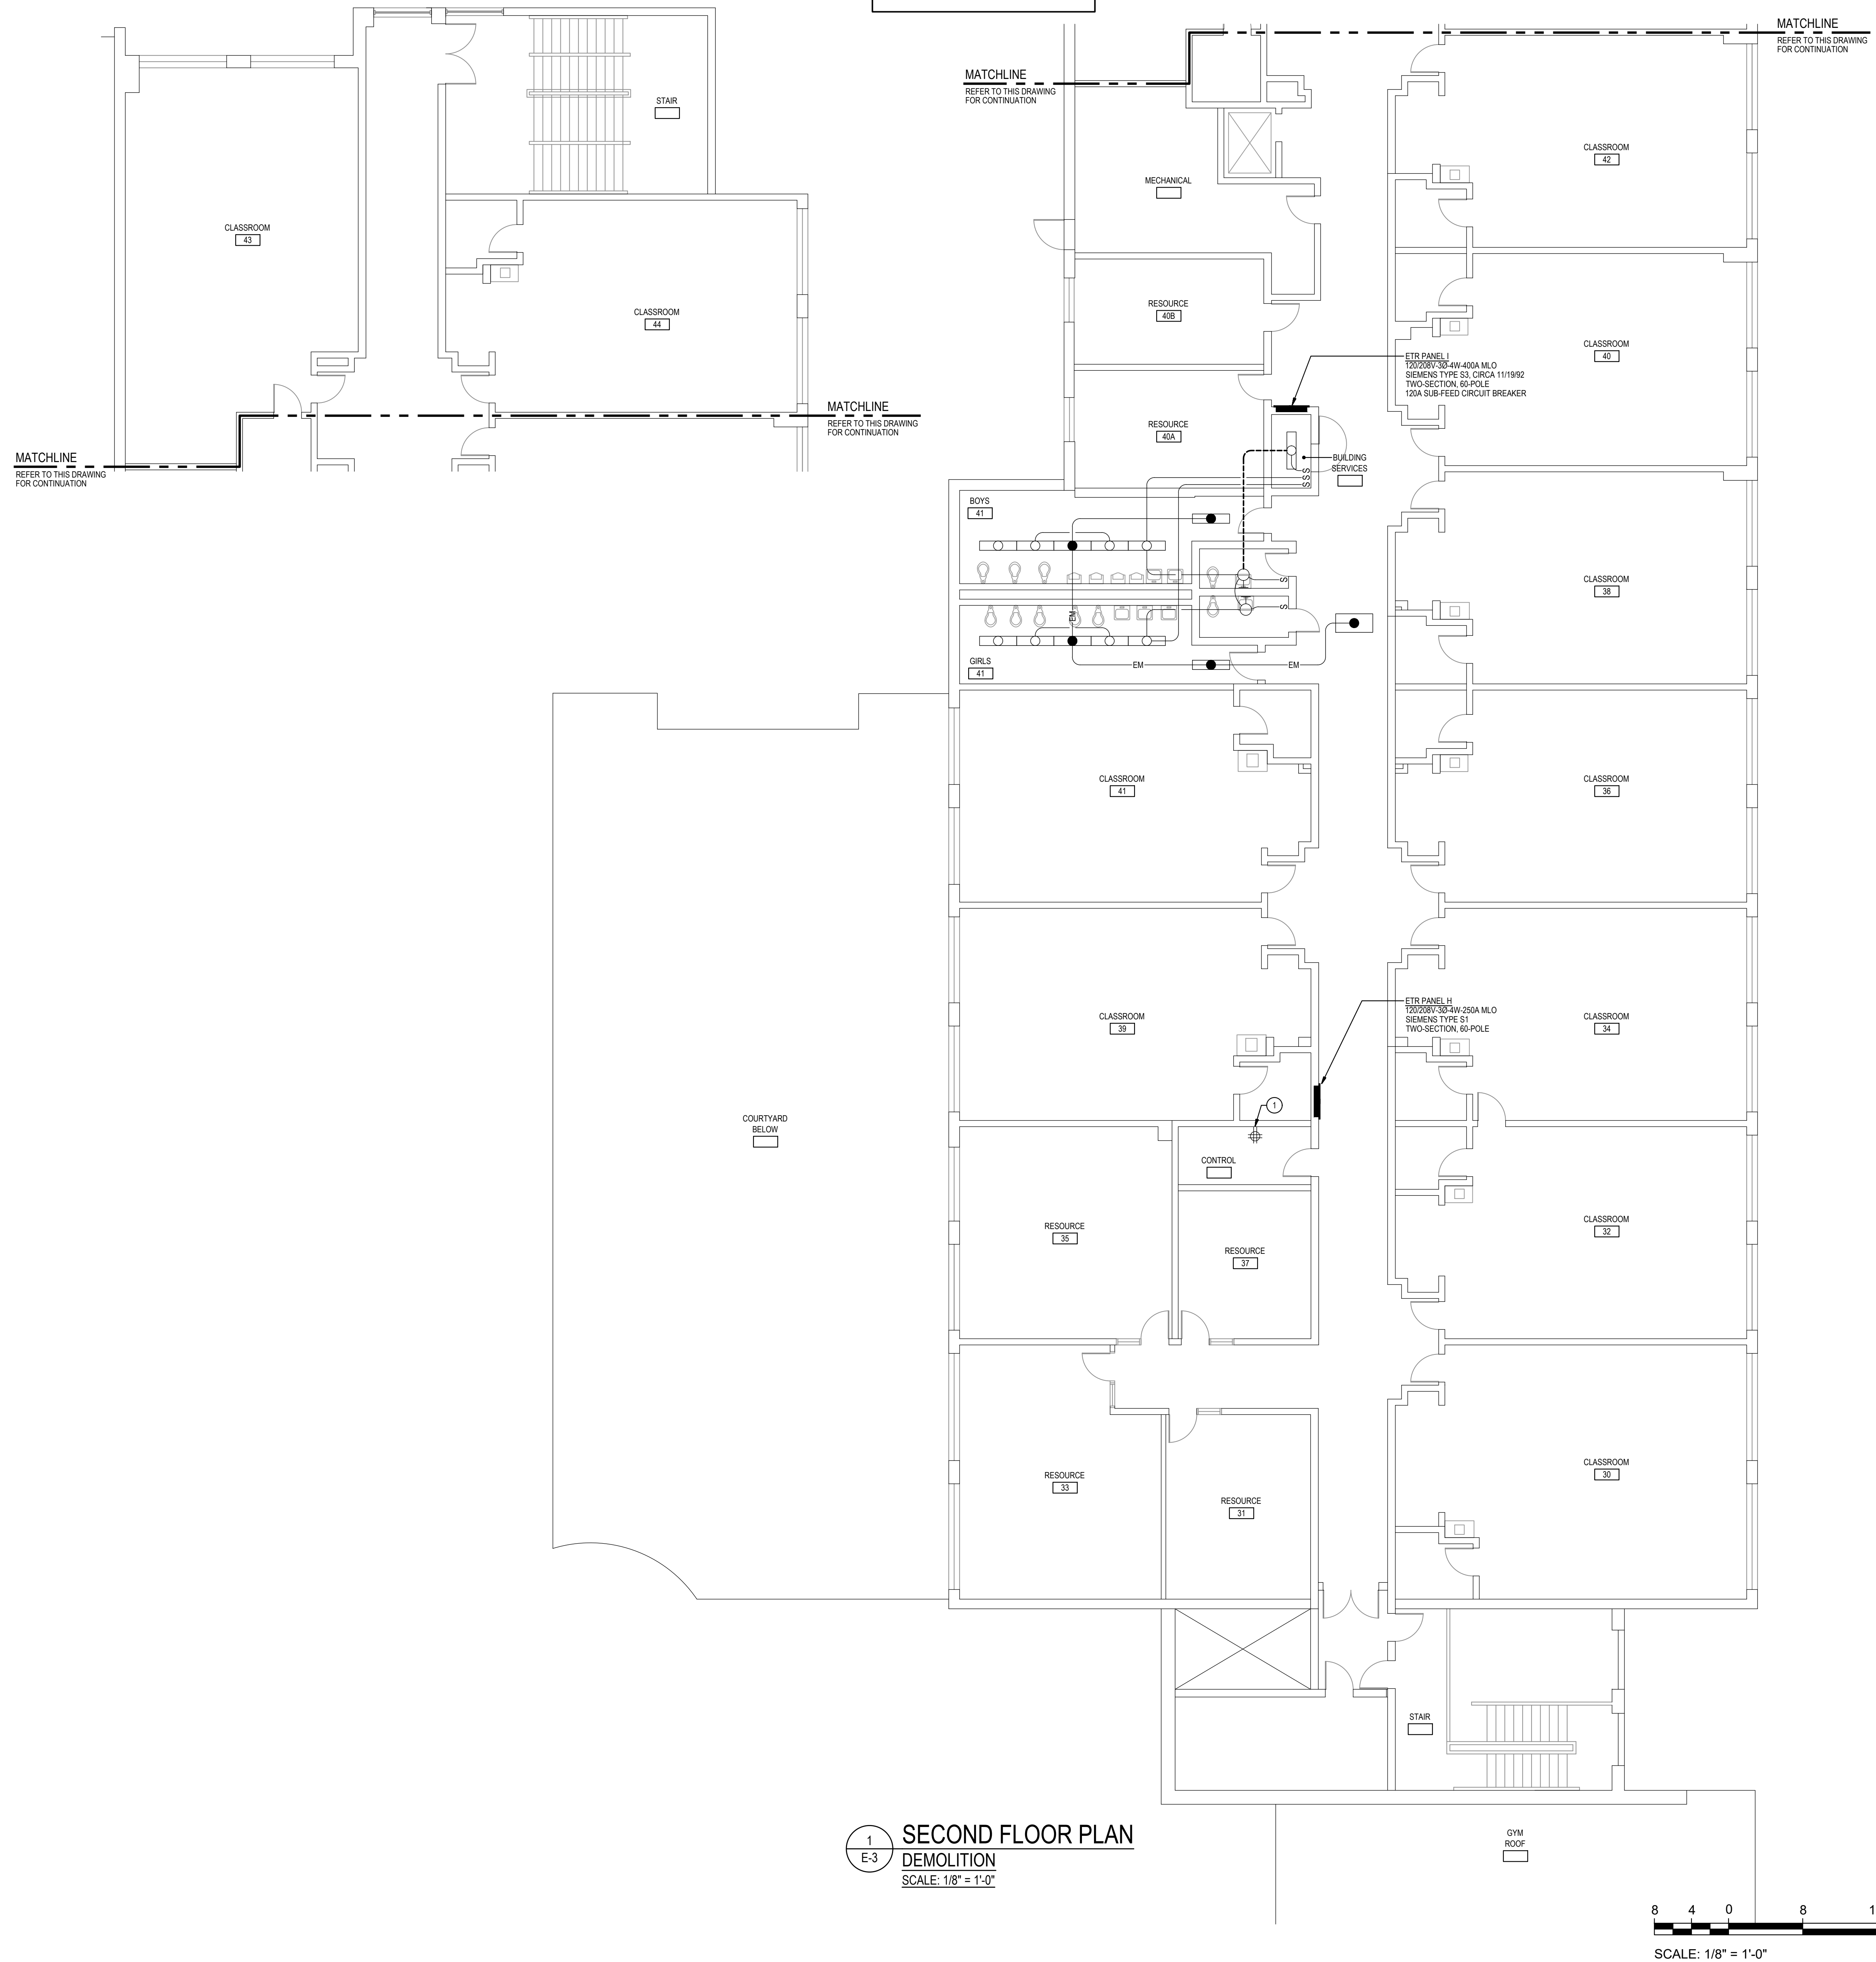 STAIR
CLASSROOM
43
CLASSROOM
44
MATCHLINE
REFER TO THIS DRAWING
FOR CONTINUATION
MATCHLINE
REFER TO THIS DRAWING
FOR CONTINUATION
MATCHLINE
REFER TO THIS DRAWING
FOR CONTINUATION
MATCHLINE
REFER TO THIS DRAWING
FOR CONTINUATION
CLASSROOM
42
MECHANICAL
RESOURCE
40B
CLASSROOM
40
ETR PANEL I
120/208V-3Ø-4W-400A MLO
SIEMENS TYPE S3, CIRCA 11/19/92
TWO-SECTION, 60-POLE
120A SUB-FEED CIRCUIT BREAKER
RESOURCE
40A
BUILDING
SERVICES
S
S
S
BOYS
41
S
S
EM
EM
EM
GIRLS
41
CLASSROOM
38
CLASSROOM
41
CLASSROOM
36
CLASSROOM
39
ETR PANEL H
120/208V-3Ø-4W-250A MLO
SIEMENS TYPE S1
TWO-SECTION, 60-POLE
CLASSROOM
34
1
COURTYARD
BELOW
CONTROL
RESOURCE
35
RESOURCE
37
CLASSROOM
32
RESOURCE
33
RESOURCE
31
CLASSROOM
30
STAIR
1
E-3
SECOND FLOOR PLAN
DEMOLITION
SCALE: 1/8" = 1'-0"
GYM
ROOF
8 4 0 8
SCALE: 1/8" = 1'-0"